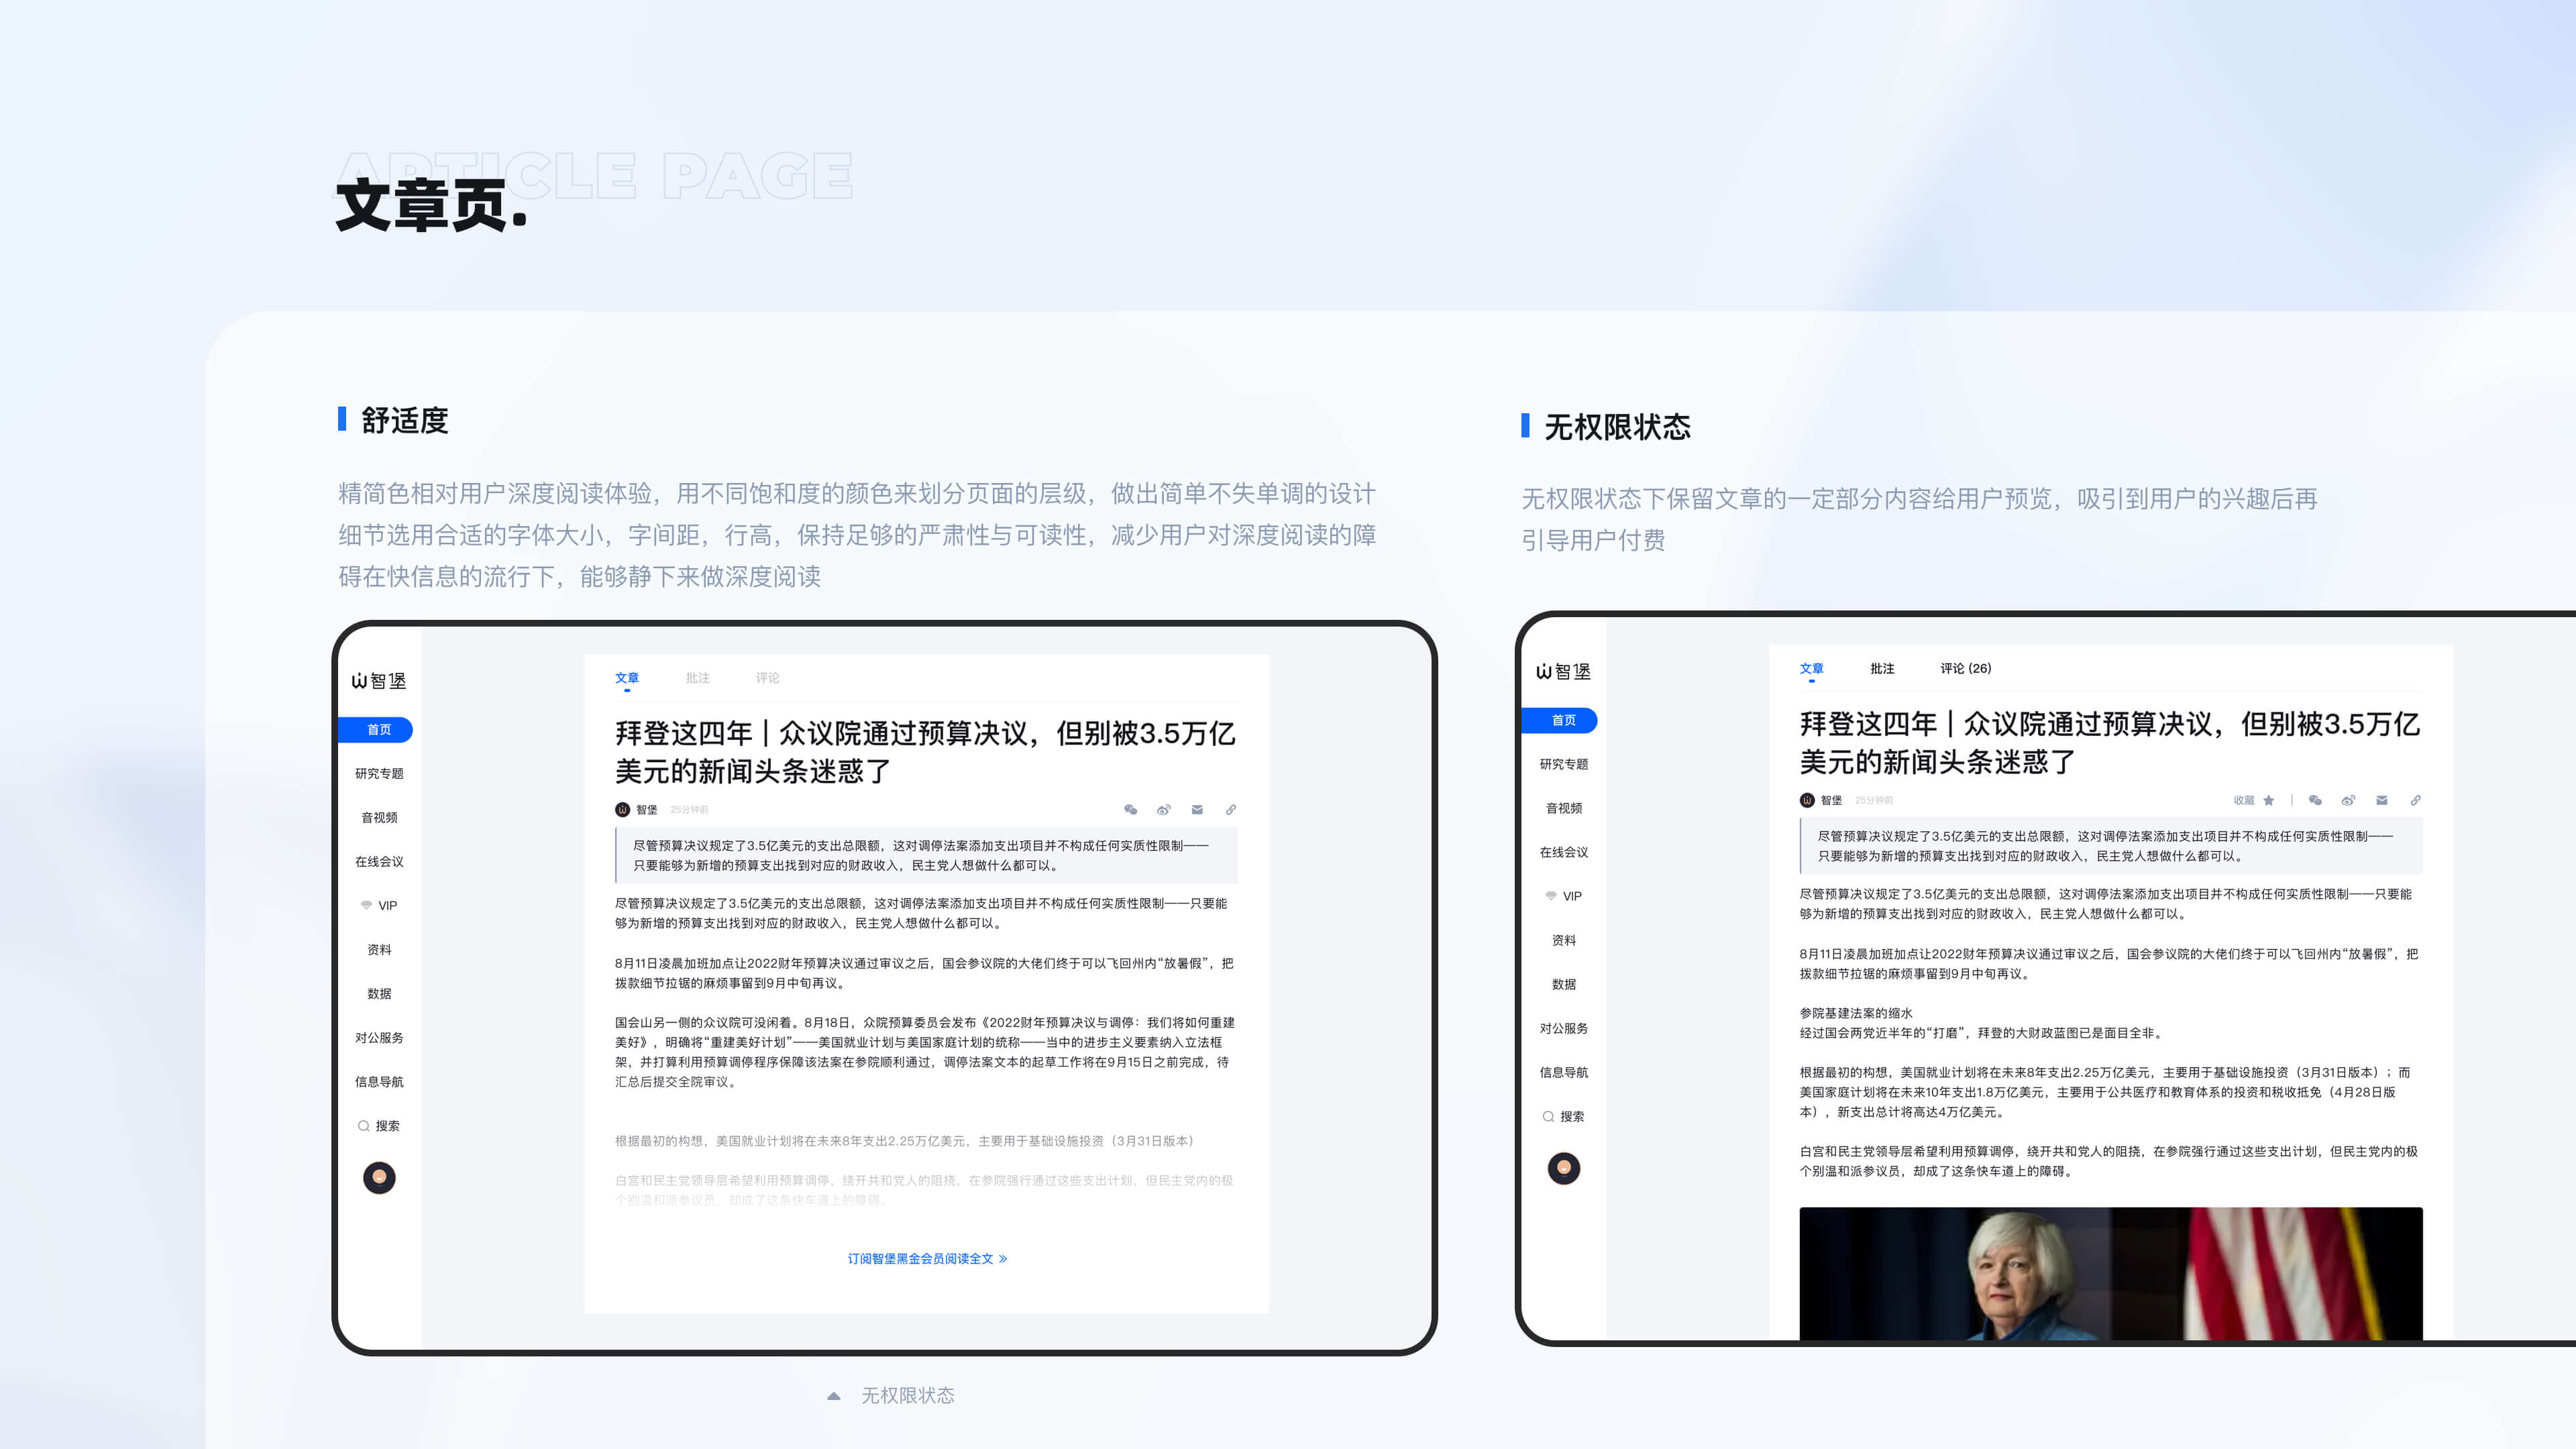 ARTICLE PAGE
文章页.
舒适度
精简色相对用户深度阅读体验，用不同饱和度的颜色来划分页面的层级，做出简单不失单调的设计
细节选用合适的字体大小，字间距，行高，保持足够的严肃性与可读性，减少用户对深度阅读的障
碍在快信息的流行下，能够静下来做深度阅读
智堡
首页
研究专题
音视频
在线会议
VIP
资料
数据
对公服务
信息导航
搜索
文章 批注 评论
拜登这四年 | 众议院通过预算决议，但别被3.5万亿
美元的新闻头条迷惑了
智堡 25分钟前
尽管预算决议规定了3.5亿美元的支出总限额，这对调停法案添加支出项目并不构成任何实质性限制——
只要能够为新增的预算支出找到对应的财政收入，民主党人想做什么都可以。
尽管预算决议规定了3.5亿美元的支出总限额，这对调停法案添加支出项目并不构成任何实质性限制——只要能
够为新增的预算支出找到对应的财政收入，民主党人想做什么都可以。
8月11日凌晨加班加点让2022财年预算决议通过审议之后，国会参议院的大佬们终于可以飞回州内“放暑假”，把
拨款细节拉锯的麻烦事留到9月中旬再议。
国会山另一侧的众议院可没闲着。8月18日，众院预算委员会发布《2022财年预算决议与调停：我们将如何重建
美好》，明确将“重建美好计划”——美国就业计划与美国家庭计划的统称——当中的进步主义要素纳入立法框
架，并打算利用预算调停程序保障该法案在参院顺利通过，调停法案文本的起草工作将在9月15日之前完成，待
汇总后提交全院审议。
根据最初的构想，美国就业计划将在未来8年支出2.25万亿美元，主要用于基础设施投资（3月31日版本）
白宫和民主党领导层希望利用预算调停，绕开共和党人的阻挠，在参院强行通过这些支出计划，但民主党内的极
个别温和派参议员，却成了这条快车道上的障碍。
订阅智堡黑金会员阅读全文 »
无权限状态
无权限状态
无权限状态下保留文章的一定部分内容给用户预览，吸引到用户的兴趣后再
引导用户付费
智堡
首页
研究专题
音视频
在线会议
VIP
资料
数据
对公服务
信息导航
搜索
文章 批注 评论 (26)
拜登这四年 | 众议院通过预算决议，但别被3.5万亿
美元的新闻头条迷惑了
智堡 25分钟前 收藏
尽管预算决议规定了3.5亿美元的支出总限额，这对调停法案添加支出项目并不构成任何实质性限制——
只要能够为新增的预算支出找到对应的财政收入，民主党人想做什么都可以。
尽管预算决议规定了3.5亿美元的支出总限额，这对调停法案添加支出项目并不构成任何实质性限制——只要能
够为新增的预算支出找到对应的财政收入，民主党人想做什么都可以。
8月11日凌晨加班加点让2022财年预算决议通过审议之后，国会参议院的大佬们终于可以飞回州内“放暑假”，把
拨款细节拉锯的麻烦事留到9月中旬再议。
参院基建法案的缩水
经过国会两党近半年的“打磨”，拜登的大财政蓝图已是面目全非。
根据最初的构想，美国就业计划将在未来8年支出2.25万亿美元，主要用于基础设施投资（3月31日版本）；而
美国家庭计划将在未来10年支出1.8万亿美元，主要用于公共医疗和教育体系的投资和税收抵免（4月28日版
本），新支出总计将高达4万亿美元。
白宫和民主党领导层希望利用预算调停，绕开共和党人的阻挠，在参院强行通过这些支出计划，但民主党内的极
个别温和派参议员，却成了这条快车道上的障碍。